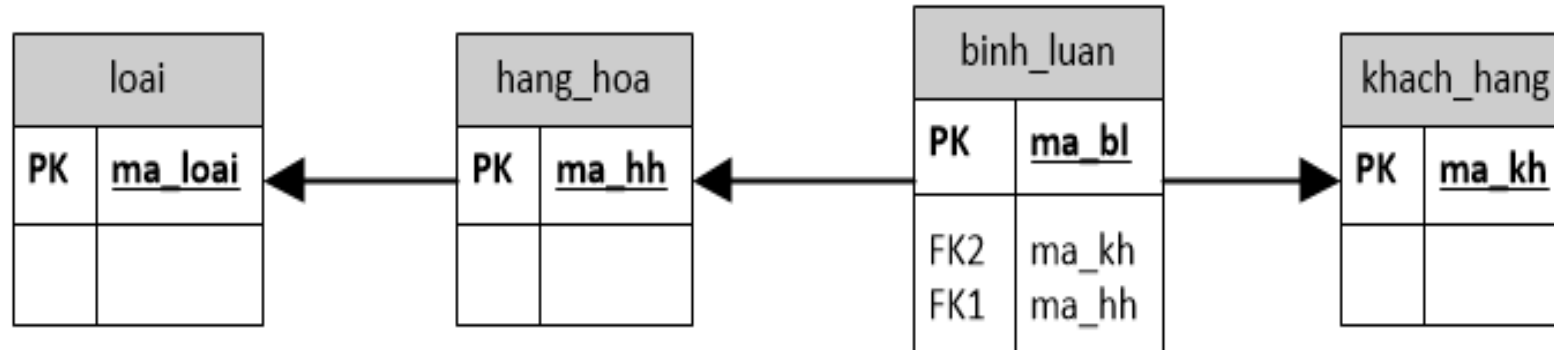 loai
PK ma_loai
hang_hoa
PK ma_hh
binh_luan
PK ma_bl
FK2 ma_kh
FK1 ma_hh
khach_hang
PK ma_kh